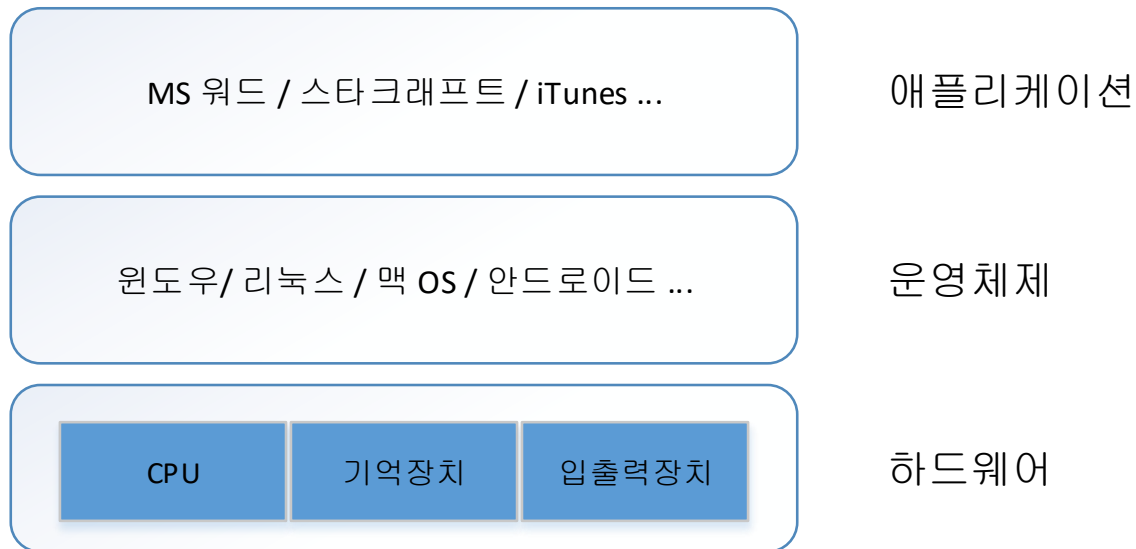 MS 워드 / 스타크래프트 / iTunes ...
애플리케이션
윈도우/ 리눅스 / 맥 OS / 안드로이드 ...
운영체제
CPU
기억장치
입출력장치
하드웨어